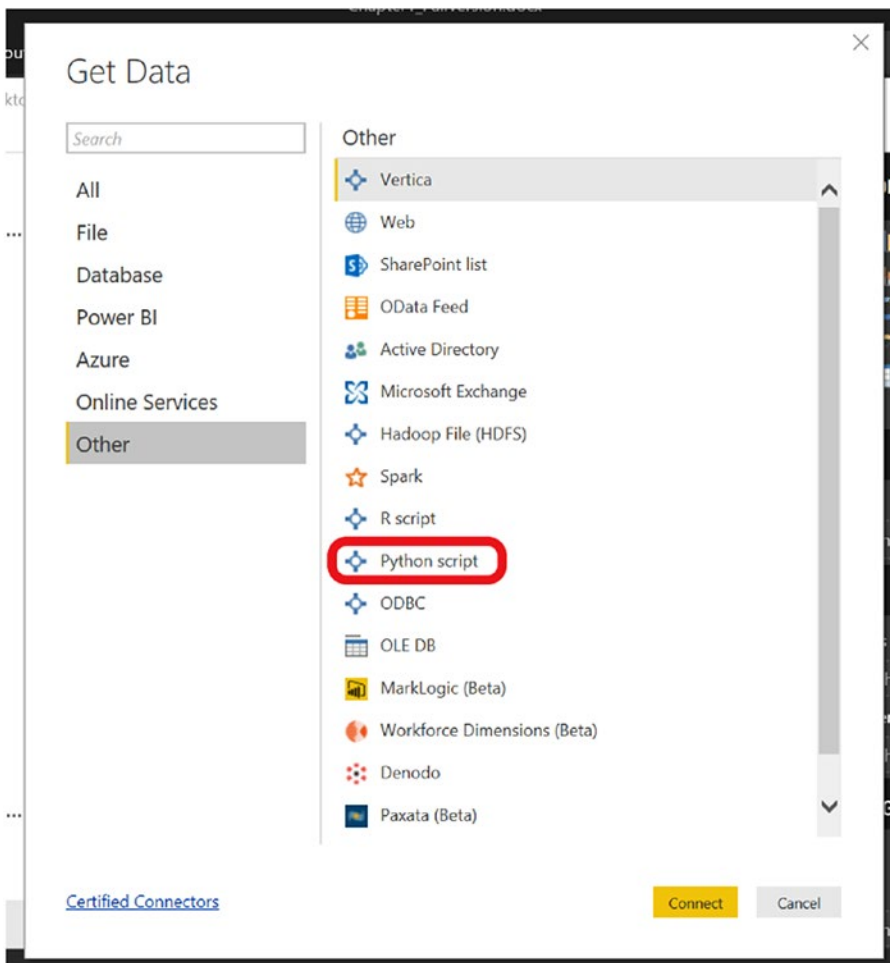 Get Data
Search
All
File
Database
Power BI
Azure
Online Services
Other
Other
Vertica
Web
SharePoint list
OData Feed
Active Directory
Microsoft Exchange
Hadoop File (HDFS)
Spark
R script
Python script
ODBC
OLE DB
MarkLogic (Beta)
Workforce Dimensions (Beta)
Denodo
Paxata (Beta)
Certified Connectors
Connect
Cancel